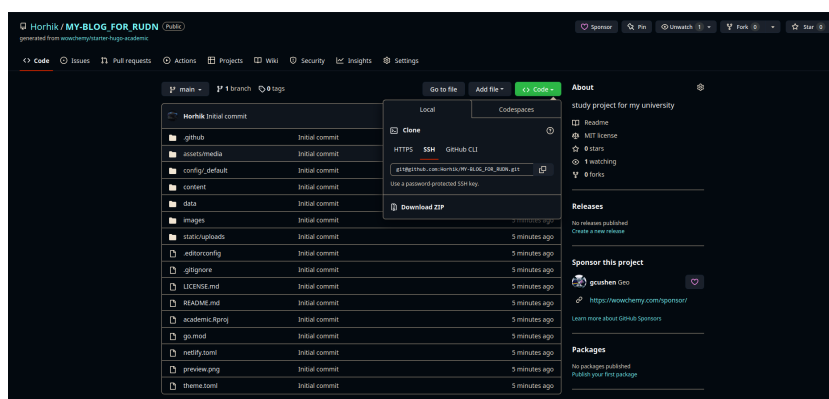 Horhik / MY-BLOG_FOR_RUDN Public
Sponsor Pin Unwatch 1 Fork 0 Star 0
generated from wowchemy/starter-hugo-academic
Code Issues Pull requests Actions Projects Wiki Security Insights Settings
main 1 branch 0 tags Go to file Add file Code
Horhik Initial commit
.github Initial commit
assets/media Initial commit
config/_default Initial commit
content Initial commit
data Initial commit
images Initial commit 5 minutes ago
static/uploads Initial commit 5 minutes ago
.editorconfig Initial commit 5 minutes ago
.gitignore Initial commit 5 minutes ago
LICENSE.md Initial commit 5 minutes ago
README.md Initial commit 5 minutes ago
academic.Rproj Initial commit 5 minutes ago
go.mod Initial commit 5 minutes ago
netlify.toml Initial commit 5 minutes ago
preview.png Initial commit 5 minutes ago
theme.toml Initial commit 5 minutes ago
Local Codespaces
Clone
HTTPS SSH GitHub CLI
git@github.com:Horhik/MY-BLOG_FOR_RUDN.git
Use a password-protected SSH key.
Download ZIP
About
study project for my university
Readme
MIT license
0 stars
1 watching
0 forks
Releases
No releases published
Create a new release
Sponsor this project
gcushen Geo
https://wowchemy.com/sponsor/
Learn more about GitHub Sponsors
Packages
No packages published
Publish your first package